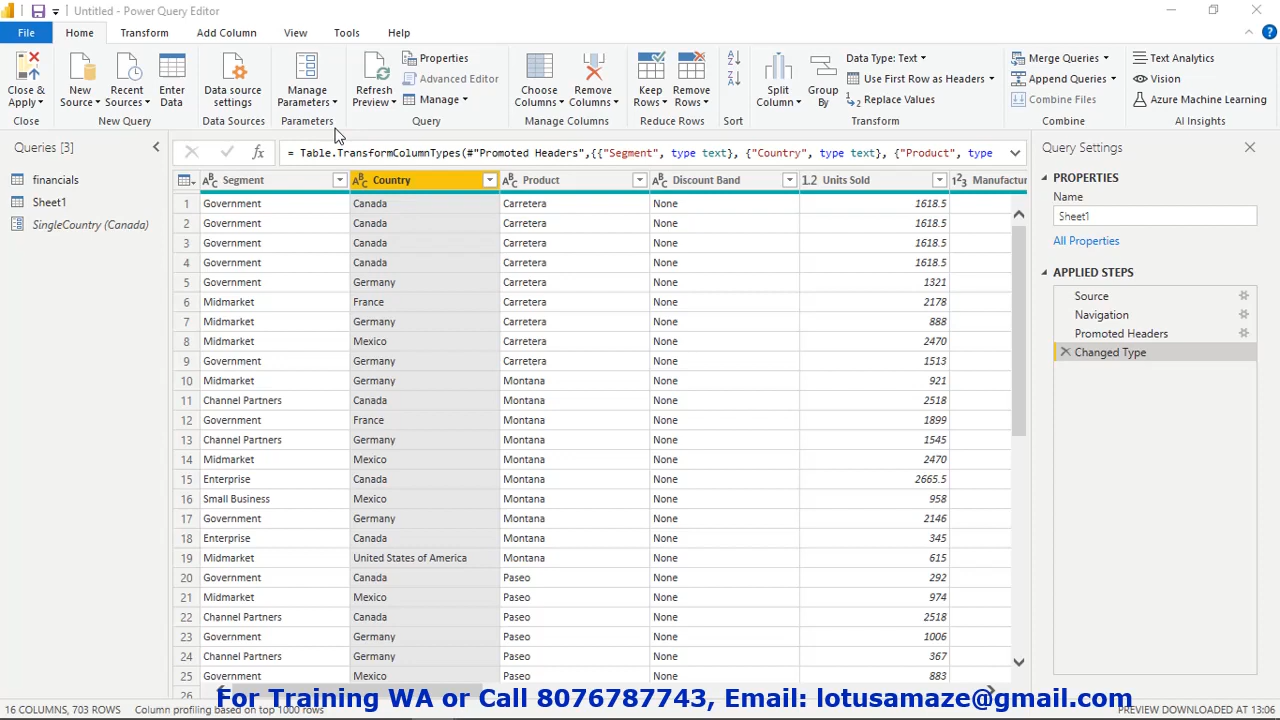 Untitled - Power Query Editor
File Home Transform Add Column View Tools Help
Close & Apply
New Source
Recent Sources
Enter Data
Data source settings
Manage Parameters
Refresh Preview
Properties
Advanced Editor
Manage
Choose Columns
Remove Columns
Keep Rows
Remove Rows
Split Column
Group By
Data Type: Text
Use First Row as Headers
Replace Values
Merge Queries
Append Queries
Combine Files
Text Analytics
Vision
Azure Machine Learning
Close New Query Data Sources Parameters Query Manage Columns Reduce Rows Sort Transform Combine AI Insights
Queries [3]
financials
Sheet1
SingleCountry (Canada)
= Table.TransformColumnTypes(#"Promoted Headers",{{"Segment", type text}, {"Country", type text}, {"Product", type
Segment Country Product Discount Band 1.2 Units Sold 123 Manufactur
1 Government Canada Carretera None 1618.5
2 Government Canada Carretera None 1618.5
3 Government Canada Carretera None 1618.5
4 Government Canada Carretera None 1618.5
5 Government Germany Carretera None 1321
6 Midmarket France Carretera None 2178
7 Midmarket Germany Carretera None 888
8 Midmarket Mexico Carretera None 2470
9 Government Germany Carretera None 1513
10 Midmarket Germany Montana None 921
11 Channel Partners Canada Montana None 2518
12 Government France Montana None 1899
13 Channel Partners Germany Montana None 1545
14 Midmarket Mexico Montana None 2470
15 Enterprise Canada Montana None 2665.5
16 Small Business Mexico Montana None 958
17 Government Germany Montana None 2146
18 Enterprise Canada Montana None 345
19 Midmarket United States of America Montana None 615
20 Government Canada Paseo None 292
21 Midmarket Mexico Paseo None 974
22 Channel Partners Canada Paseo None 2518
23 Government Germany Paseo None 1006
24 Channel Partners Germany Paseo None 367
25 Government Mexico Paseo None 883
26
Query Settings
PROPERTIES
Name
Sheet1
All Properties
APPLIED STEPS
Source
Navigation
Promoted Headers
Changed Type
For Training WA or Call 8076787743, Email: lotusamaze@gmail.com
16 COLUMNS, 703 ROWS Column profiling based on top 1000 rows PREVIEW DOWNLOADED AT 13:06